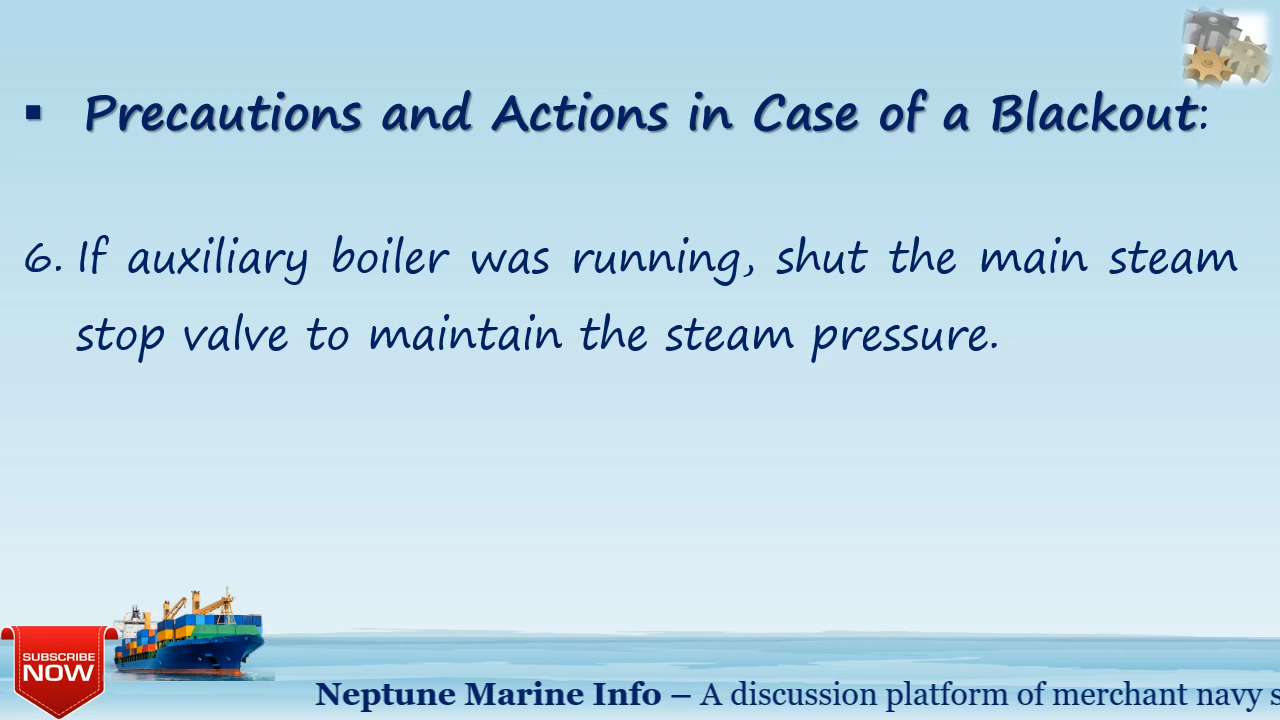 ▪ Precautions and Actions in Case of a Blackout:
6. If auxiliary boiler was running, shut the main steam
stop valve to maintain the steam pressure.
SUBSCRIBE
NOW
Neptune Marine Info – A discussion platform of merchant navy s